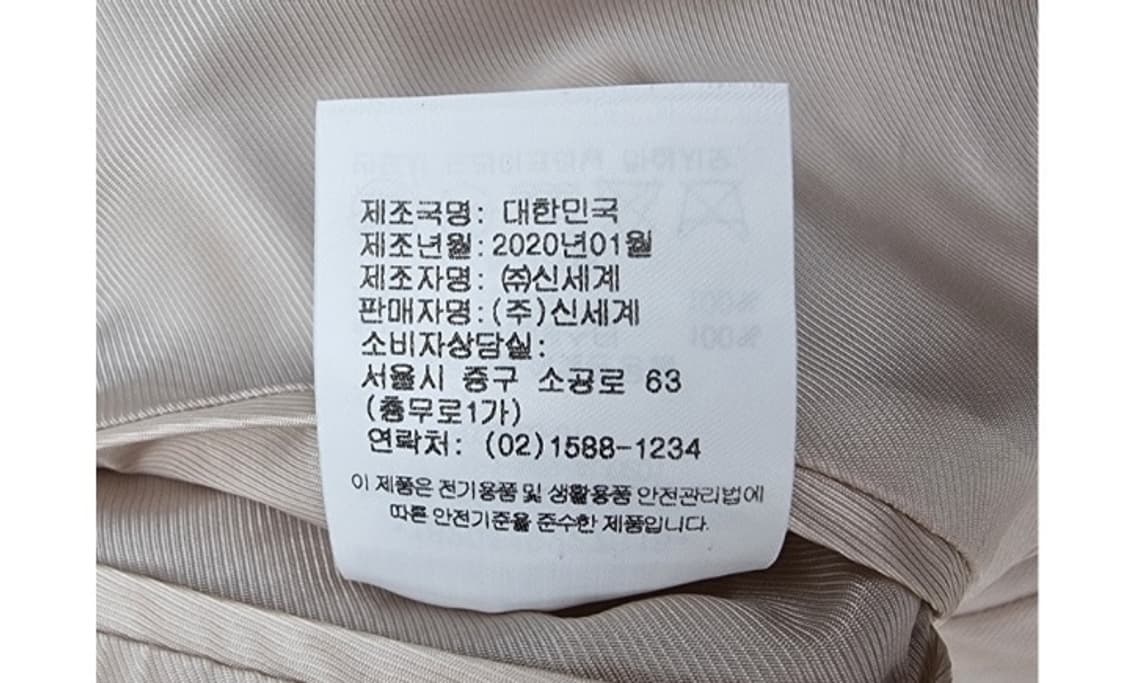 제조국명: 대한민국
제조년월: 2020년01월
제조자명: ㈜신세계
판매자명:(주)신세계
소비자상담실:
서울시 중구 소공로 63
(충무로1가)
연락처: (02)1588-1234
이 제품은 전기용품 및 생활용품 안전관리법에
따른 안전기준을 준수한 제품입니다.